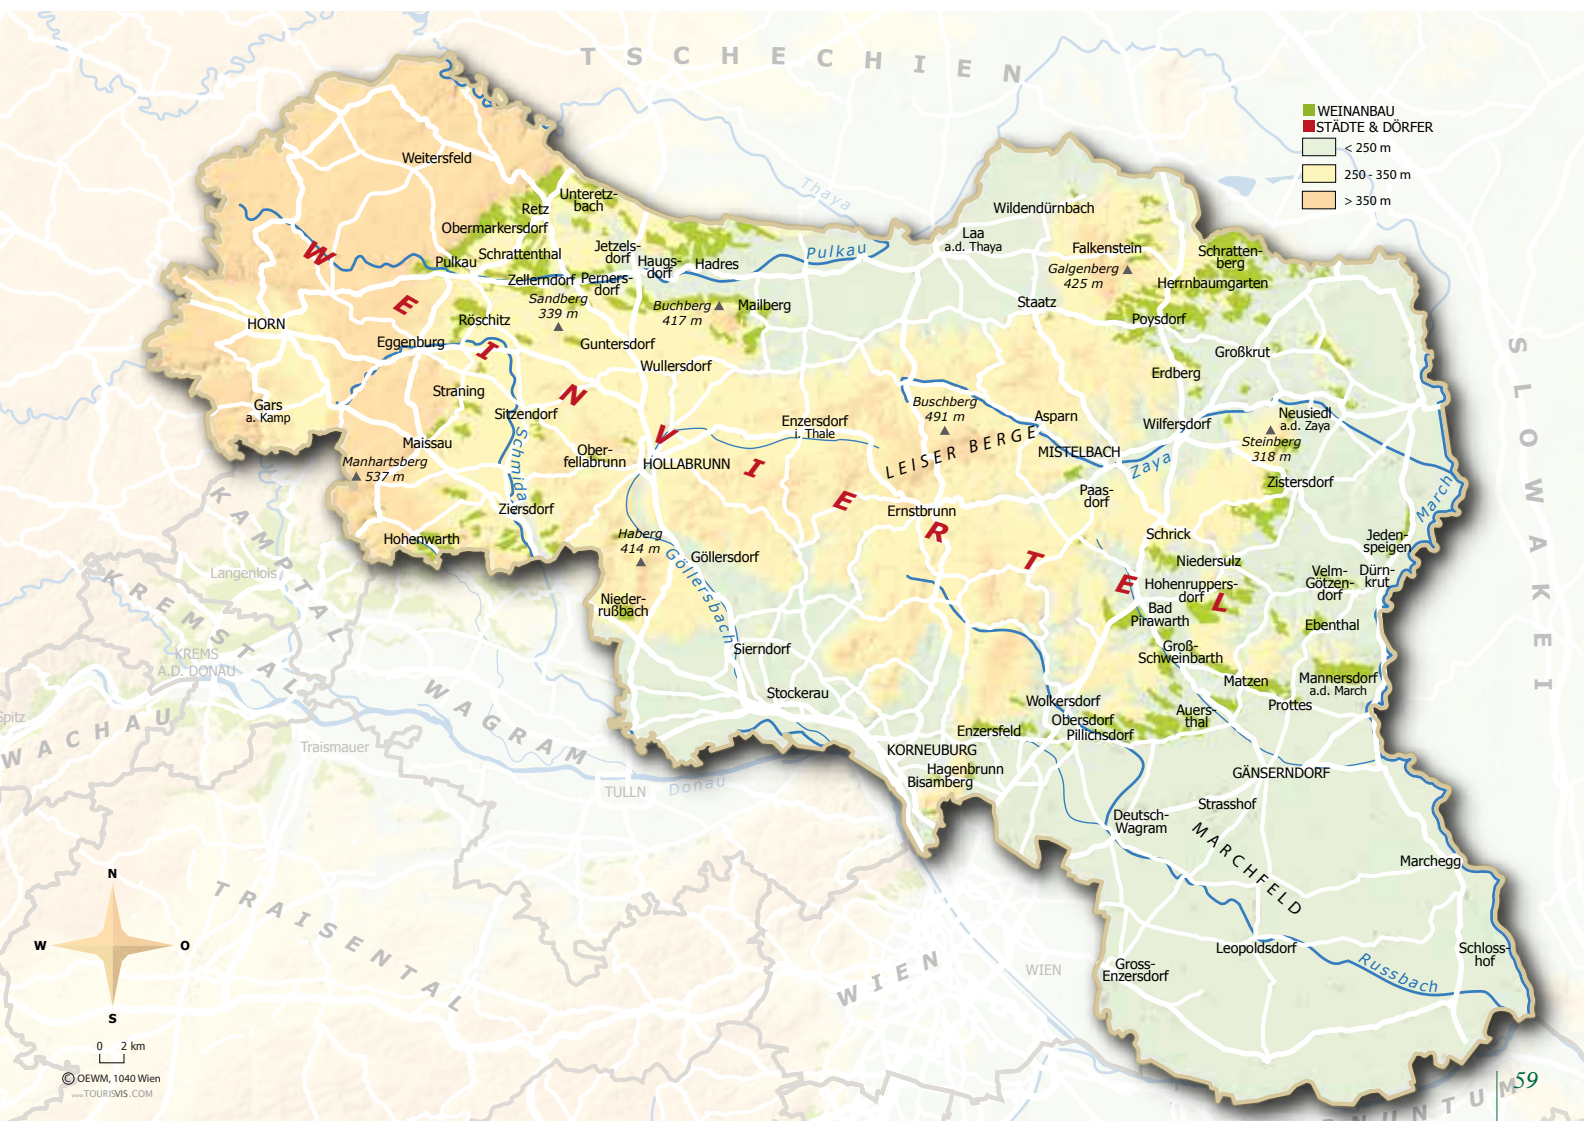 TSCHECHIEN
WEINANBAU
STÄDTE & DÖRFER
< 250 m
250 - 350 m
> 350 m
Weitersfeld
Thaya
Unteretz-
bach
Retz
Obermarkersdorf
Wildendürnbach
Laa
a.d. Thaya
Falkenstein
Galgenberg
425 m
Schratten-
berg
Herrnbaumgarten
Schrattenthal
Jetzels-
dorf
Haugs-
dorf
Hadres
Pulkau
Pulkau
Zellerndorf
Perners-
dorf
Sandberg
339 m
Buchberg
417 m
Mailberg
Staatz
Poysdorf
HORN
Röschitz
Eggenburg
Guntersdorf
Wullersdorf
Großkrut
Erdberg
SLOWAKEI
Gars
a. Kamp
Straning
Sitzendorf
Schmida
Maissau
Manhartsberg
537 m
Ober-
fellabrunn
HOLLABRUNN
Enzersdorf
i. Thale
Buschberg
491 m
LEISER BERGE
Asparn
MISTELBACH
Wilfersdorf
Zaya
Neusiedl
a.d. Zaya
Steinberg
318 m
Zistersdorf
March
Paas-
dorf
WEINVIERTEL
Ziersdorf
Hohenwarth
Ernstbrunn
Haberg
414 m
Göllersdorf
Göllersbach
Schrick
Jeden-
speigen
Niedersulz
Hohenruppers-
dorf
Velm-
Götzen-
dorf
Dürn-
krut
Bad
Pirawarth
Ebenthal
Nieder-
rußbach
Groß-
Schweinbarth
Sierndorf
Stockerau
Matzen
Mannersdorf
a.d. March
Prottes
Auers-
thal
Wolkersdorf
Obersdorf
Pillichsdorf
Enzersfeld
KORNEUBURG
Hagenbrunn
Bisamberg
GÄNSERNDORF
Strasshof
Deutsch-
Wagram
MARCHFELD
Marchegg
Leopoldsdorf
Gross-
Enzersdorf
Russbach
Schloss-
hof
KAMPTAL
Langenlois
KREMSTAL
KREMS
A.D. DONAU
Spitz
WACHAU
WAGRAM
Traismauer
TULLN
Donau
TRAISENTAL
WIEN
WIEN
N
W
O
S
0 2 km
© OEWM, 1040 Wien
www.TOURISVIS.COM
59
NUNTUM